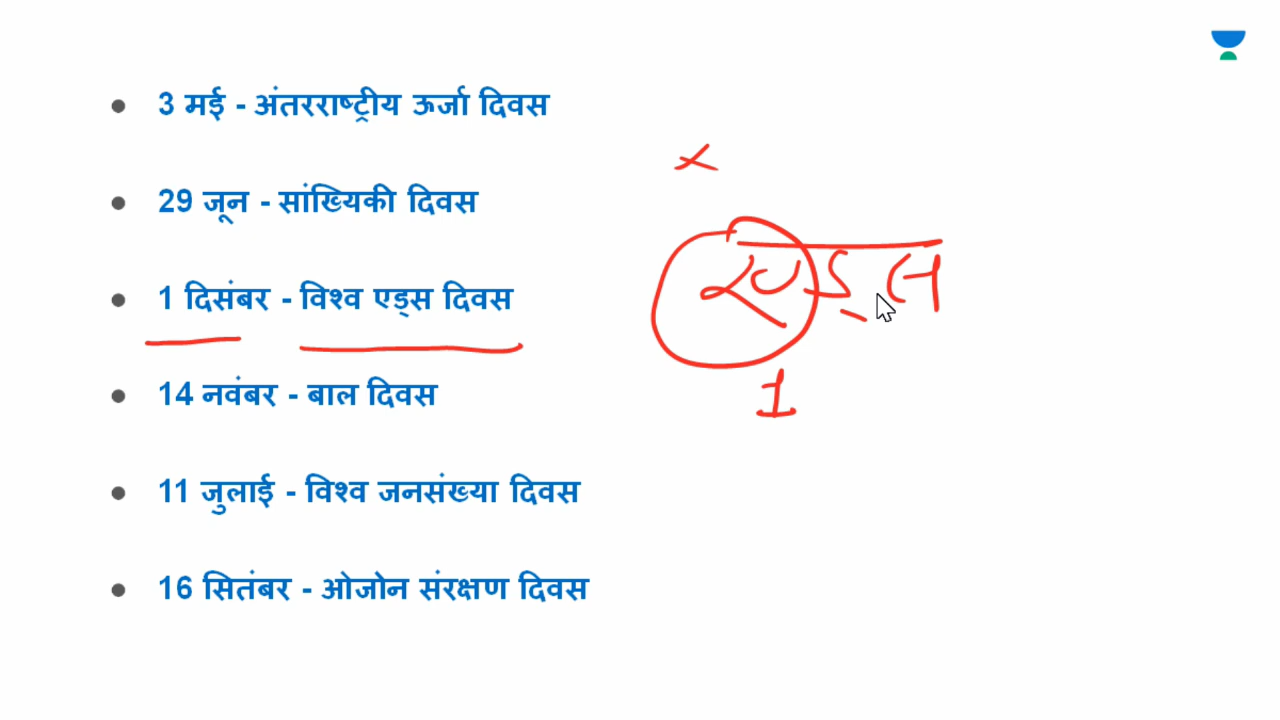 3 मई - अंतरराष्ट्रीय ऊर्जा दिवस
29 जून - सांख्यिकी दिवस
1 दिसंबर - विश्व एड्स दिवस
14 नवंबर - बाल दिवस
11 जुलाई - विश्व जनसंख्या दिवस
16 सितंबर - ओजोन संरक्षण दिवस
1